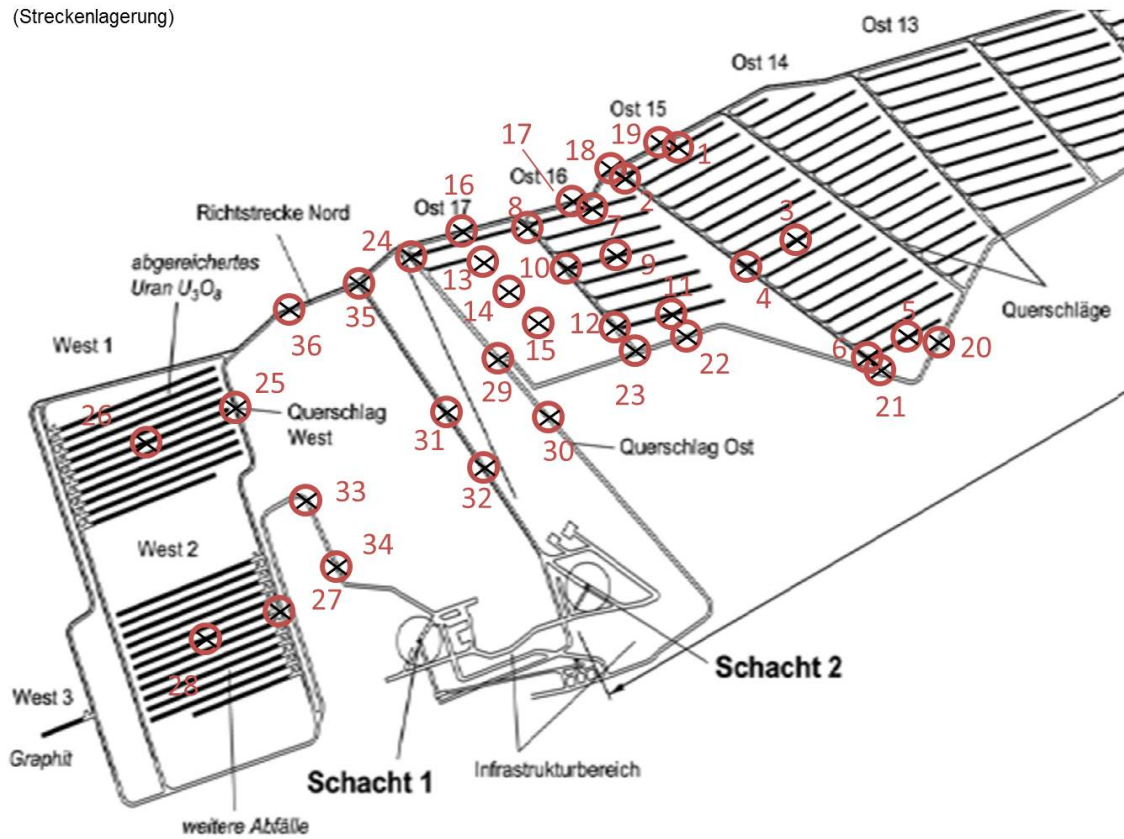 (Streckenlagerung)
Ost 13
Ost 14
Ost 15
19
1
17
18
Ost 16
2
16
Ost 17
8
7
3
Richtstrecke Nord
24
13
10
9
4
abgereichertes
Uran U₃O₈
14
11
Querschläge
35
15
12
5
36
22
6
20
West 1
29
23
21
25
Querschlag
West
26
31
30
Querschlag Ost
32
33
34
West 2
27
28
Schacht 2
West 3
Graphit
Schacht 1
Infrastrukturbereich
weitere Abfälle